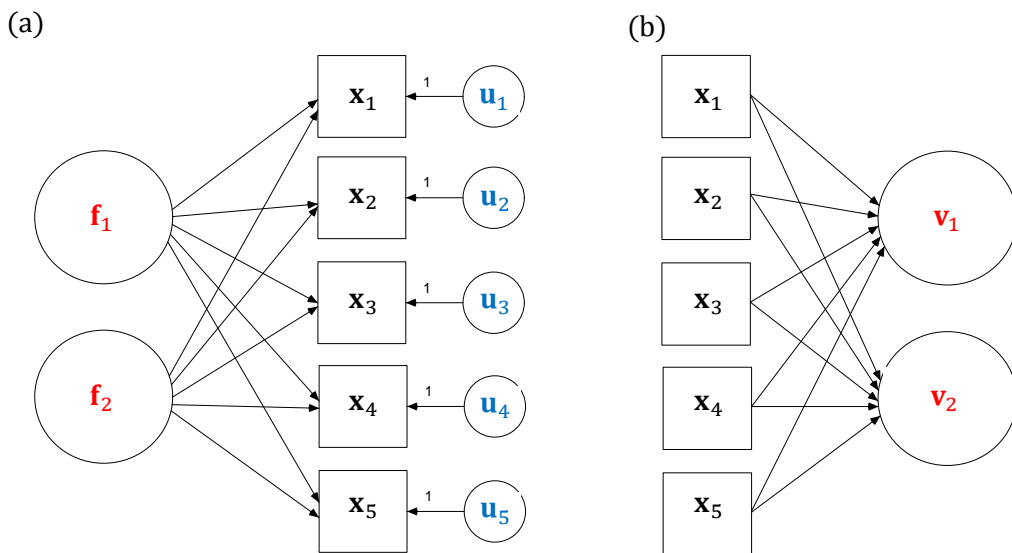 (a)
(b)
x₁
1
u₁
x₂
1
u₂
f₁
x₃
1
u₃
f₂
x₄
1
u₄
x₅
1
u₅
x₁
x₂
v₁
x₃
x₄
v₂
x₅